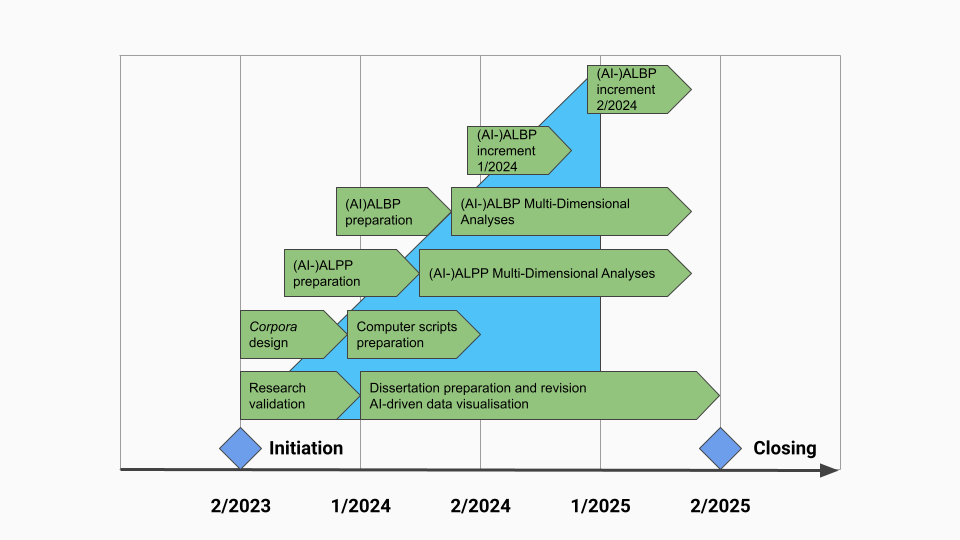 (AI-)ALBP
increment
2/2024
(AI-)ALBP
increment
1/2024
(AI)ALBP
preparation
(AI-)ALBP Multi-Dimensional
Analyses
(AI-)ALPP
preparation
(AI-)ALPP Multi-Dimensional Analyses
Corpora
design
Computer scripts
preparation
Research
validation
Dissertation preparation and revision
AI-driven data visualisation
Initiation
Closing
2/2023
1/2024
2/2024
1/2025
2/2025